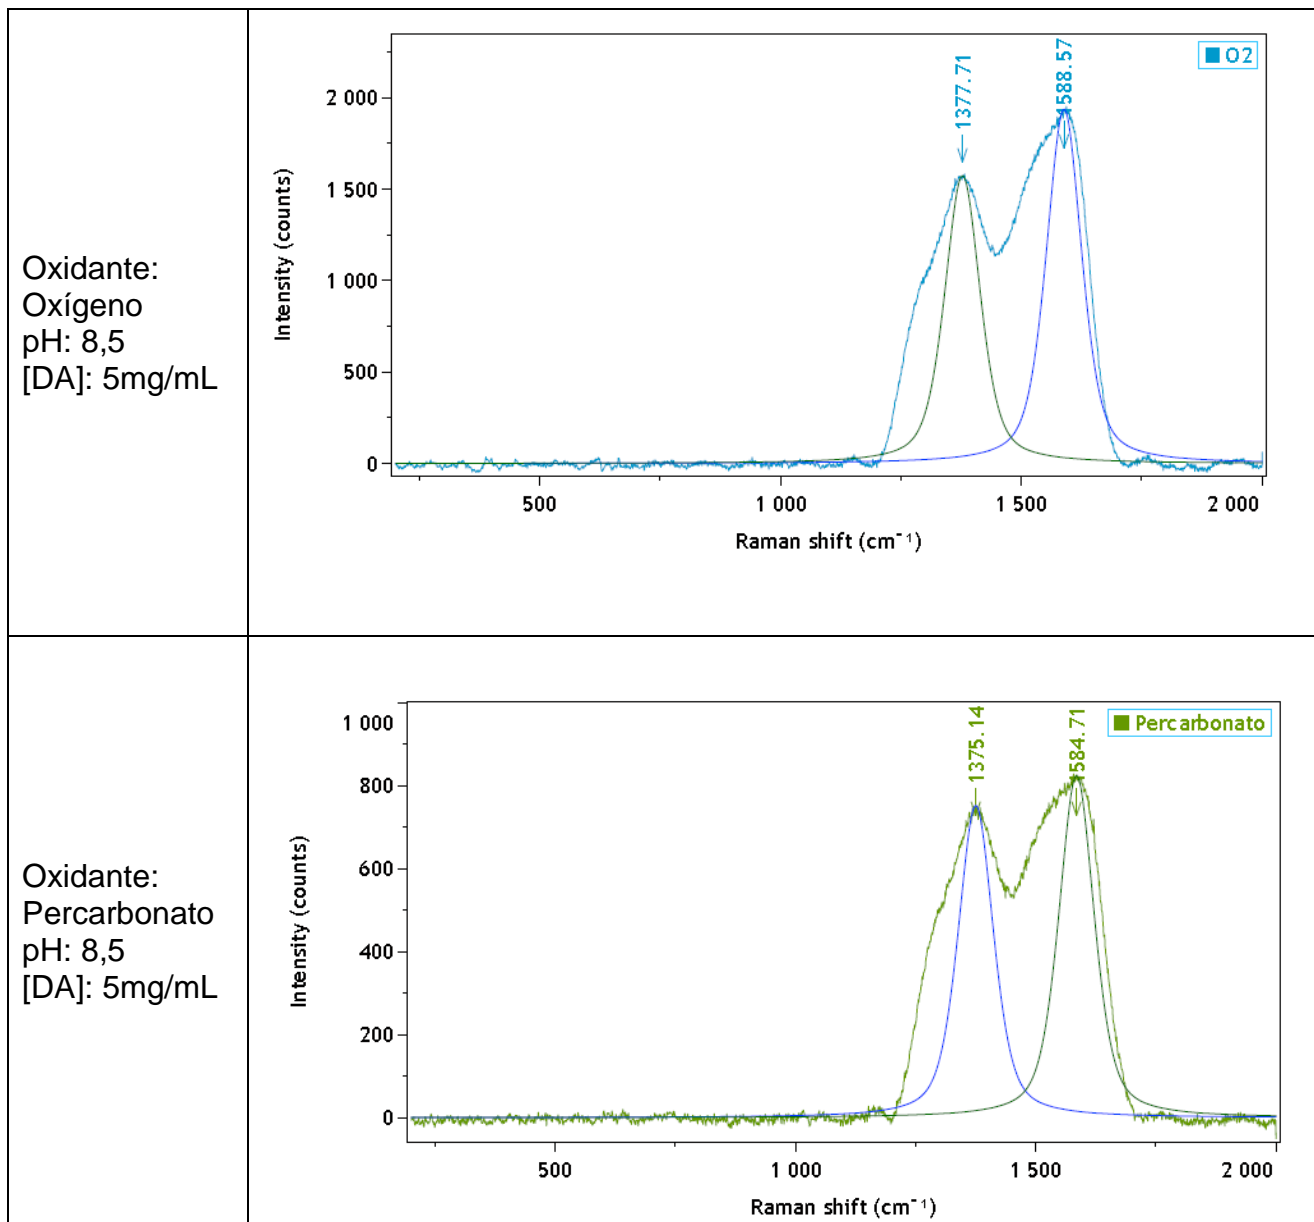 Oxidante:
Oxígeno
pH: 8,5
[DA]: 5mg/mL
O2
1377.71
1588.57
2 000
1 500
1 000
500
0
Intensity (counts)
500
1 000
1 500
2 000
Raman shift (cm⁻¹)
Oxidante:
Percarbonato
pH: 8,5
[DA]: 5mg/mL
Percarbonato
1375.14
1584.71
1 000
800
600
400
200
0
Intensity (counts)
500
1 000
1 500
2 000
Raman shift (cm⁻¹)